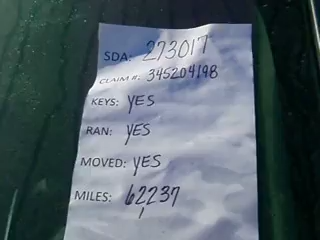 SDA: 273017
CLAIM #: 345204198
KEYS: YES
RAN: YES
MOVED: YES
MILES: 62237